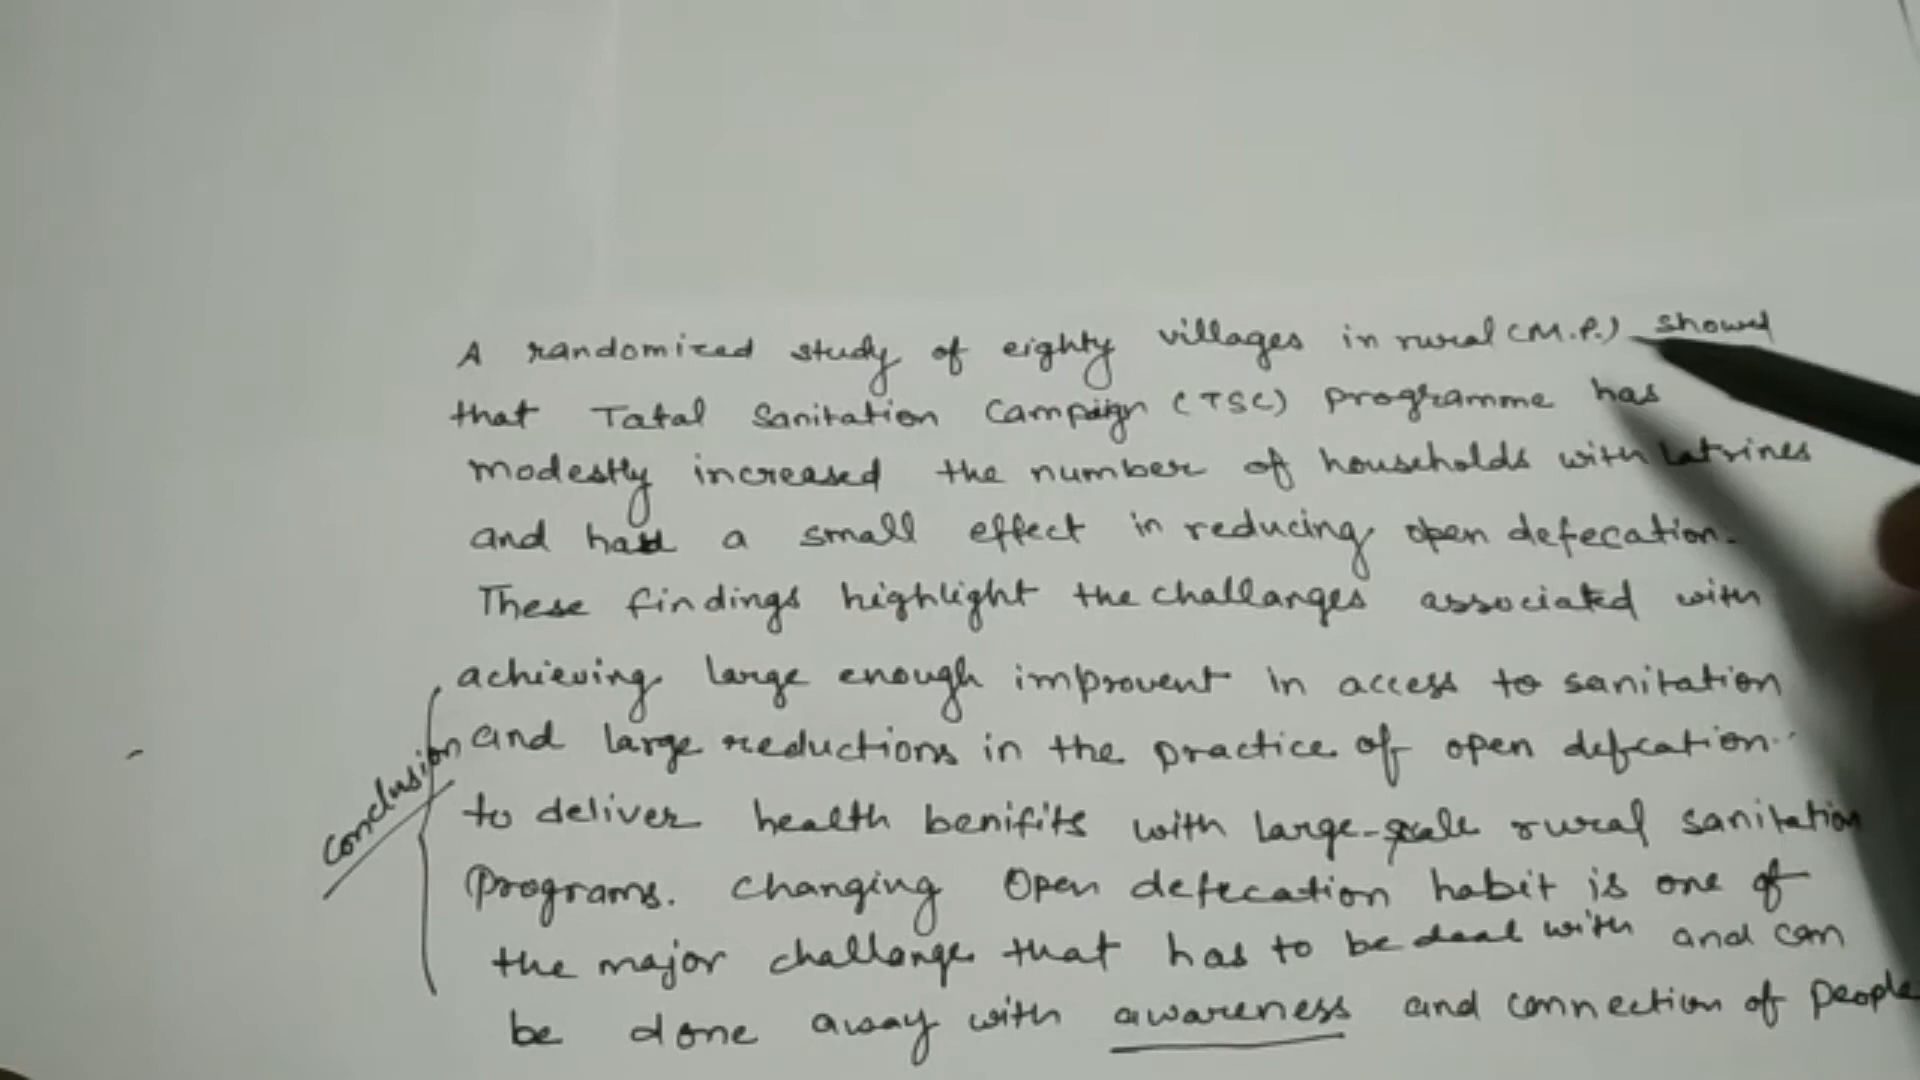 A randomized study of eighty villages in rural (M.P.) showed
that Tatal Sanitation Campaign (TSC) Programme has
modestly increased the number of households with latrines
and had a small effect in reducing open defecation.
These findings highlight the challanges associated with
achieving large enough improvent in access to sanitation
and large reductions in the practice of open defcation
to deliver health benifits with large-scale rural sanitation
Programs. Changing Open defecation habit is one of
the major challange that has to be deal with and can
be done away with awareness and connection of people
Conclusion